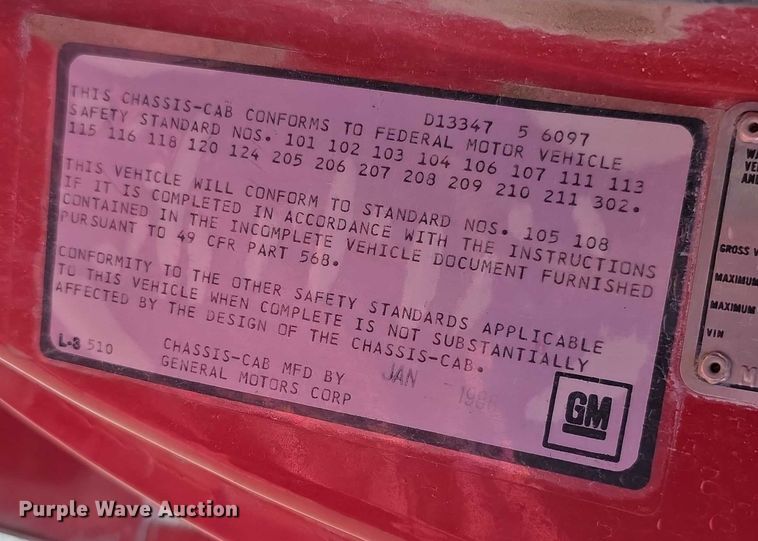 D13347 5 6097
THIS CHASSIS-CAB CONFORMS TO FEDERAL MOTOR VEHICLE
SAFETY STANDARD NOS. 101 102 103 104 106 107 111 113
115 116 118 120 124 205 206 207 208 209 210 211 302.
THIS VEHICLE WILL CONFORM TO STANDARD NOS. 105 108
IF IT IS COMPLETED IN ACCORDANCE WITH THE INSTRUCTIONS
CONTAINED IN THE INCOMPLETE VEHICLE DOCUMENT FURNISHED
PURSUANT TO 49 CFR PART 568.
CONFORMITY TO THE OTHER SAFETY STANDARDS APPLICABLE
TO THIS VEHICLE WHEN COMPLETE IS NOT SUBSTANTIALLY
AFFECTED BY THE DESIGN OF THE CHASSIS-CAB.
L-3 510
CHASSIS-CAB MFD BY JAN 1986
GENERAL MOTORS CORP
GM
GROSS
MAXIMUM
MAXIMUM
VIN
Purple Wave Auction